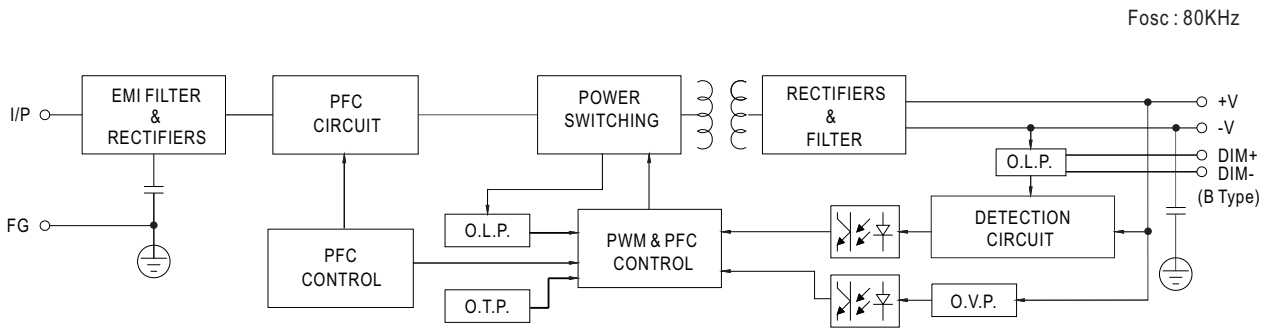 Fosc : 80KHz
I/P
EMI FILTER
&
RECTIFIERS
PFC
CIRCUIT
POWER
SWITCHING
RECTIFIERS
&
FILTER
+V
-V
DIM+
DIM-
(B Type)
O.L.P.
FG
PFC
CONTROL
O.L.P.
O.T.P.
PWM & PFC
CONTROL
DETECTION
CIRCUIT
O.V.P.